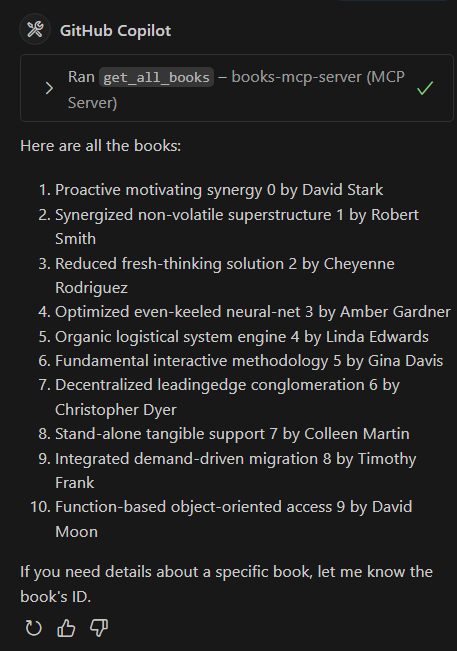 GitHub Copilot
Ran get_all_books – books-mcp-server (MCP
Server)
Here are all the books:
1. Proactive motivating synergy 0 by David Stark
2. Synergized non-volatile superstructure 1 by Robert
Smith
3. Reduced fresh-thinking solution 2 by Cheyenne
Rodriguez
4. Optimized even-keeled neural-net 3 by Amber Gardner
5. Organic logistical system engine 4 by Linda Edwards
6. Fundamental interactive methodology 5 by Gina Davis
7. Decentralized leadingedge conglomeration 6 by
Christopher Dyer
8. Stand-alone tangible support 7 by Colleen Martin
9. Integrated demand-driven migration 8 by Timothy
Frank
10. Function-based object-oriented access 9 by David
Moon
If you need details about a specific book, let me know the
book's ID.